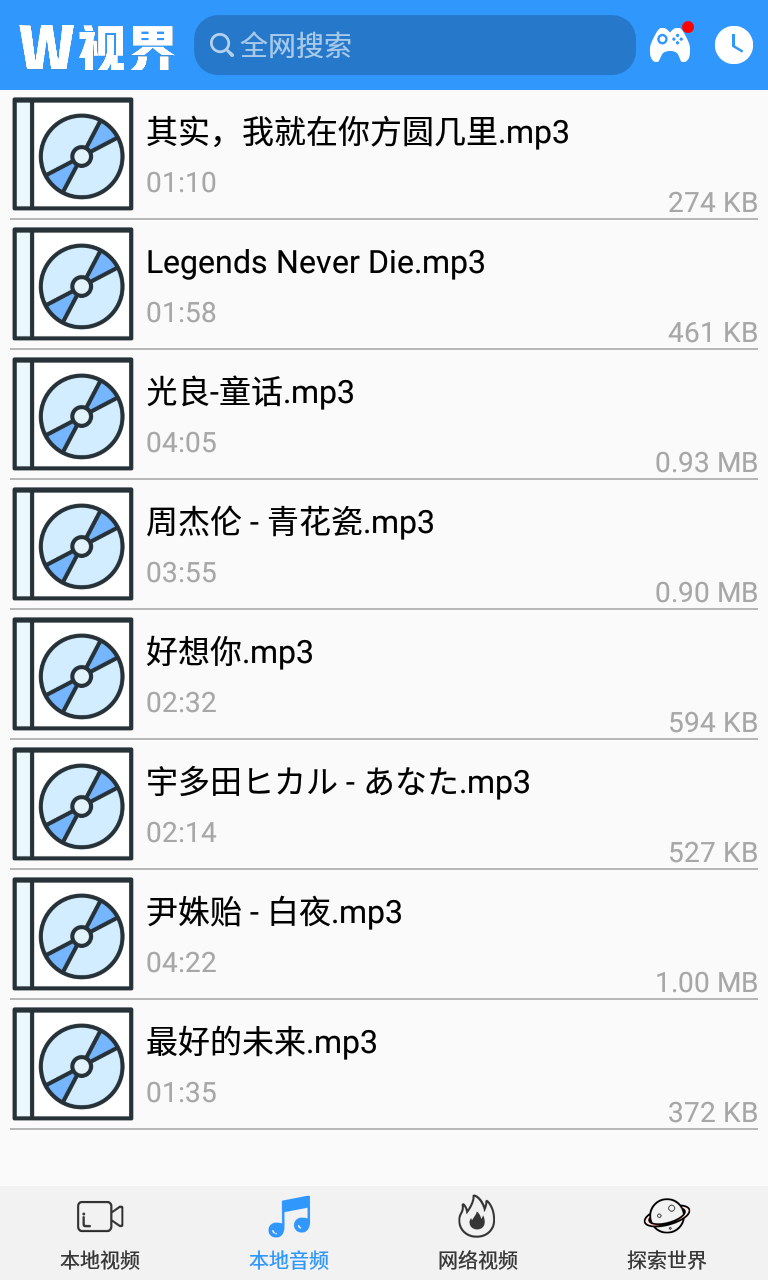 W视界
全网搜索
其实，我就在你方圆几里.mp3
01:10
274 KB
Legends Never Die.mp3
01:58
461 KB
光良-童话.mp3
04:05
0.93 MB
周杰伦 - 青花瓷.mp3
03:55
0.90 MB
好想你.mp3
02:32
594 KB
宇多田ヒカル - あなた.mp3
02:14
527 KB
尹姝贻 - 白夜.mp3
04:22
1.00 MB
最好的未来.mp3
01:35
372 KB
本地视频
本地音频
网络视频
探索世界